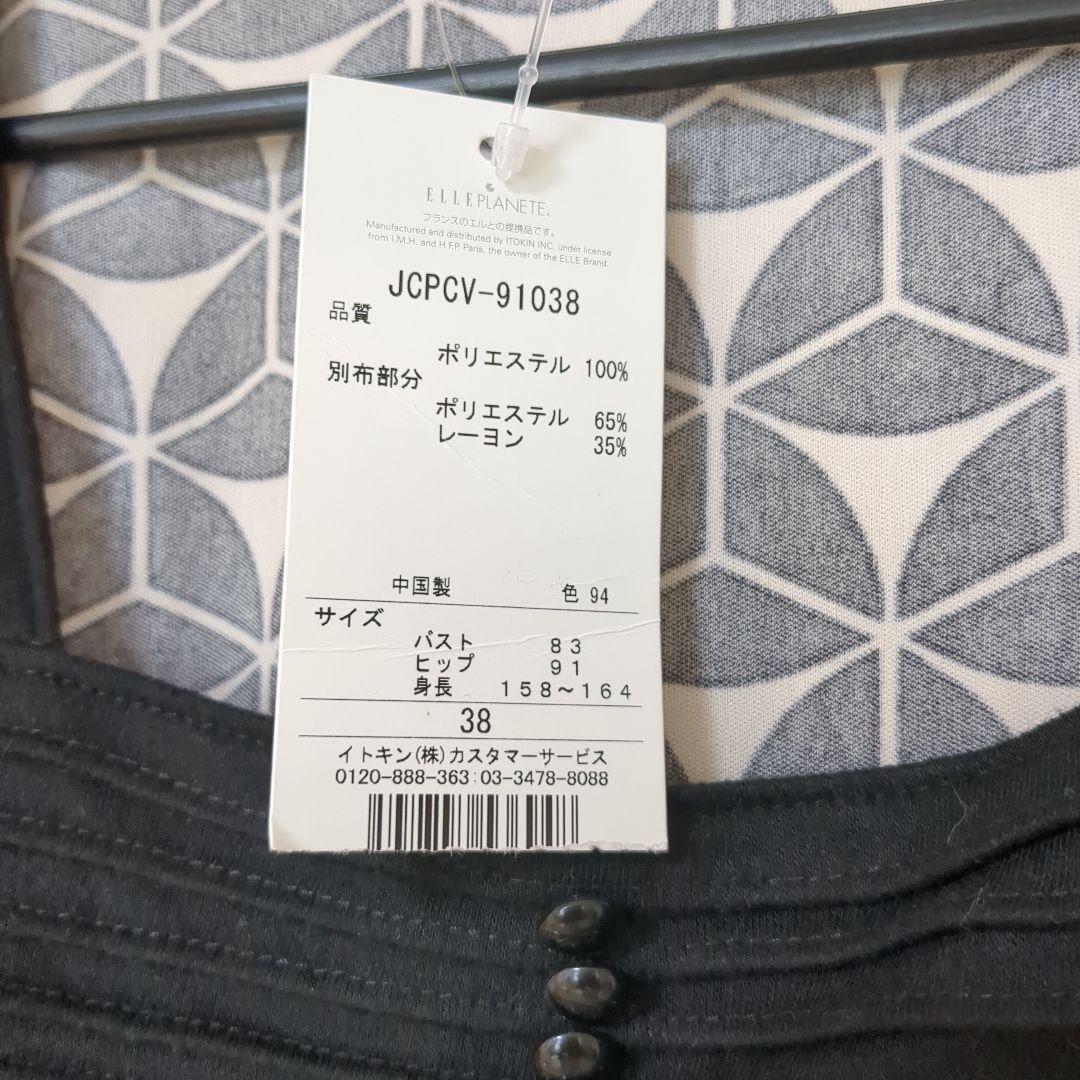 ELLEPLANETE®
フランスのエルとの提携品です。
Manufactured and distributed by ITOKIN INC. under license
from I.M.H. and H.F.P. Paris, the owner of the ELLE Brand.
JCPCV-91038
品質
ポリエステル 100%
別布部分
ポリエステル 65%
レーヨン 35%
中国製 色 94
サイズ
バスト 83
ヒップ 91
身長 158〜164
38
イトキン(株)カスタマーサービス
0120-888-363:03-3478-8088